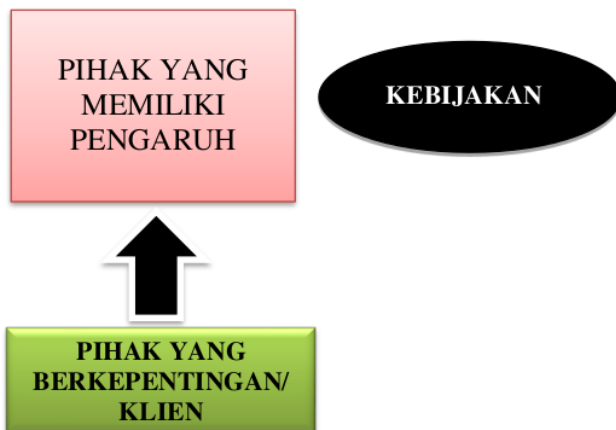 PIHAK YANG
MEMILIKI
PENGARUH
KEBIJAKAN
PIHAK YANG
BERKEPENTINGAN/
KLIEN